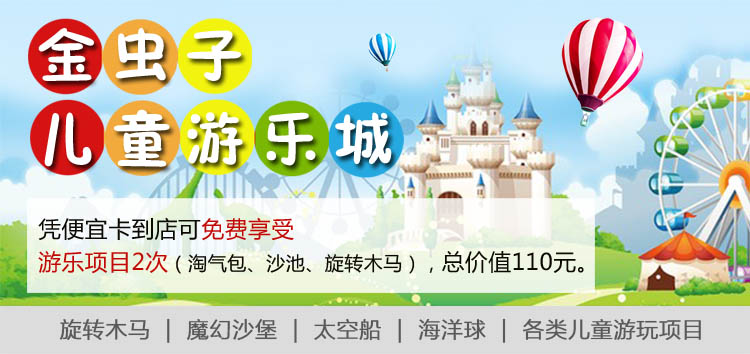 金虫子
儿童游乐城
凭便宜卡到店可免费享受
游乐项目2次（淘气包、沙池、旋转木马），总价值110元。
旋转木马 | 魔幻沙堡 | 太空船 | 海洋球 | 各类儿童游玩项目